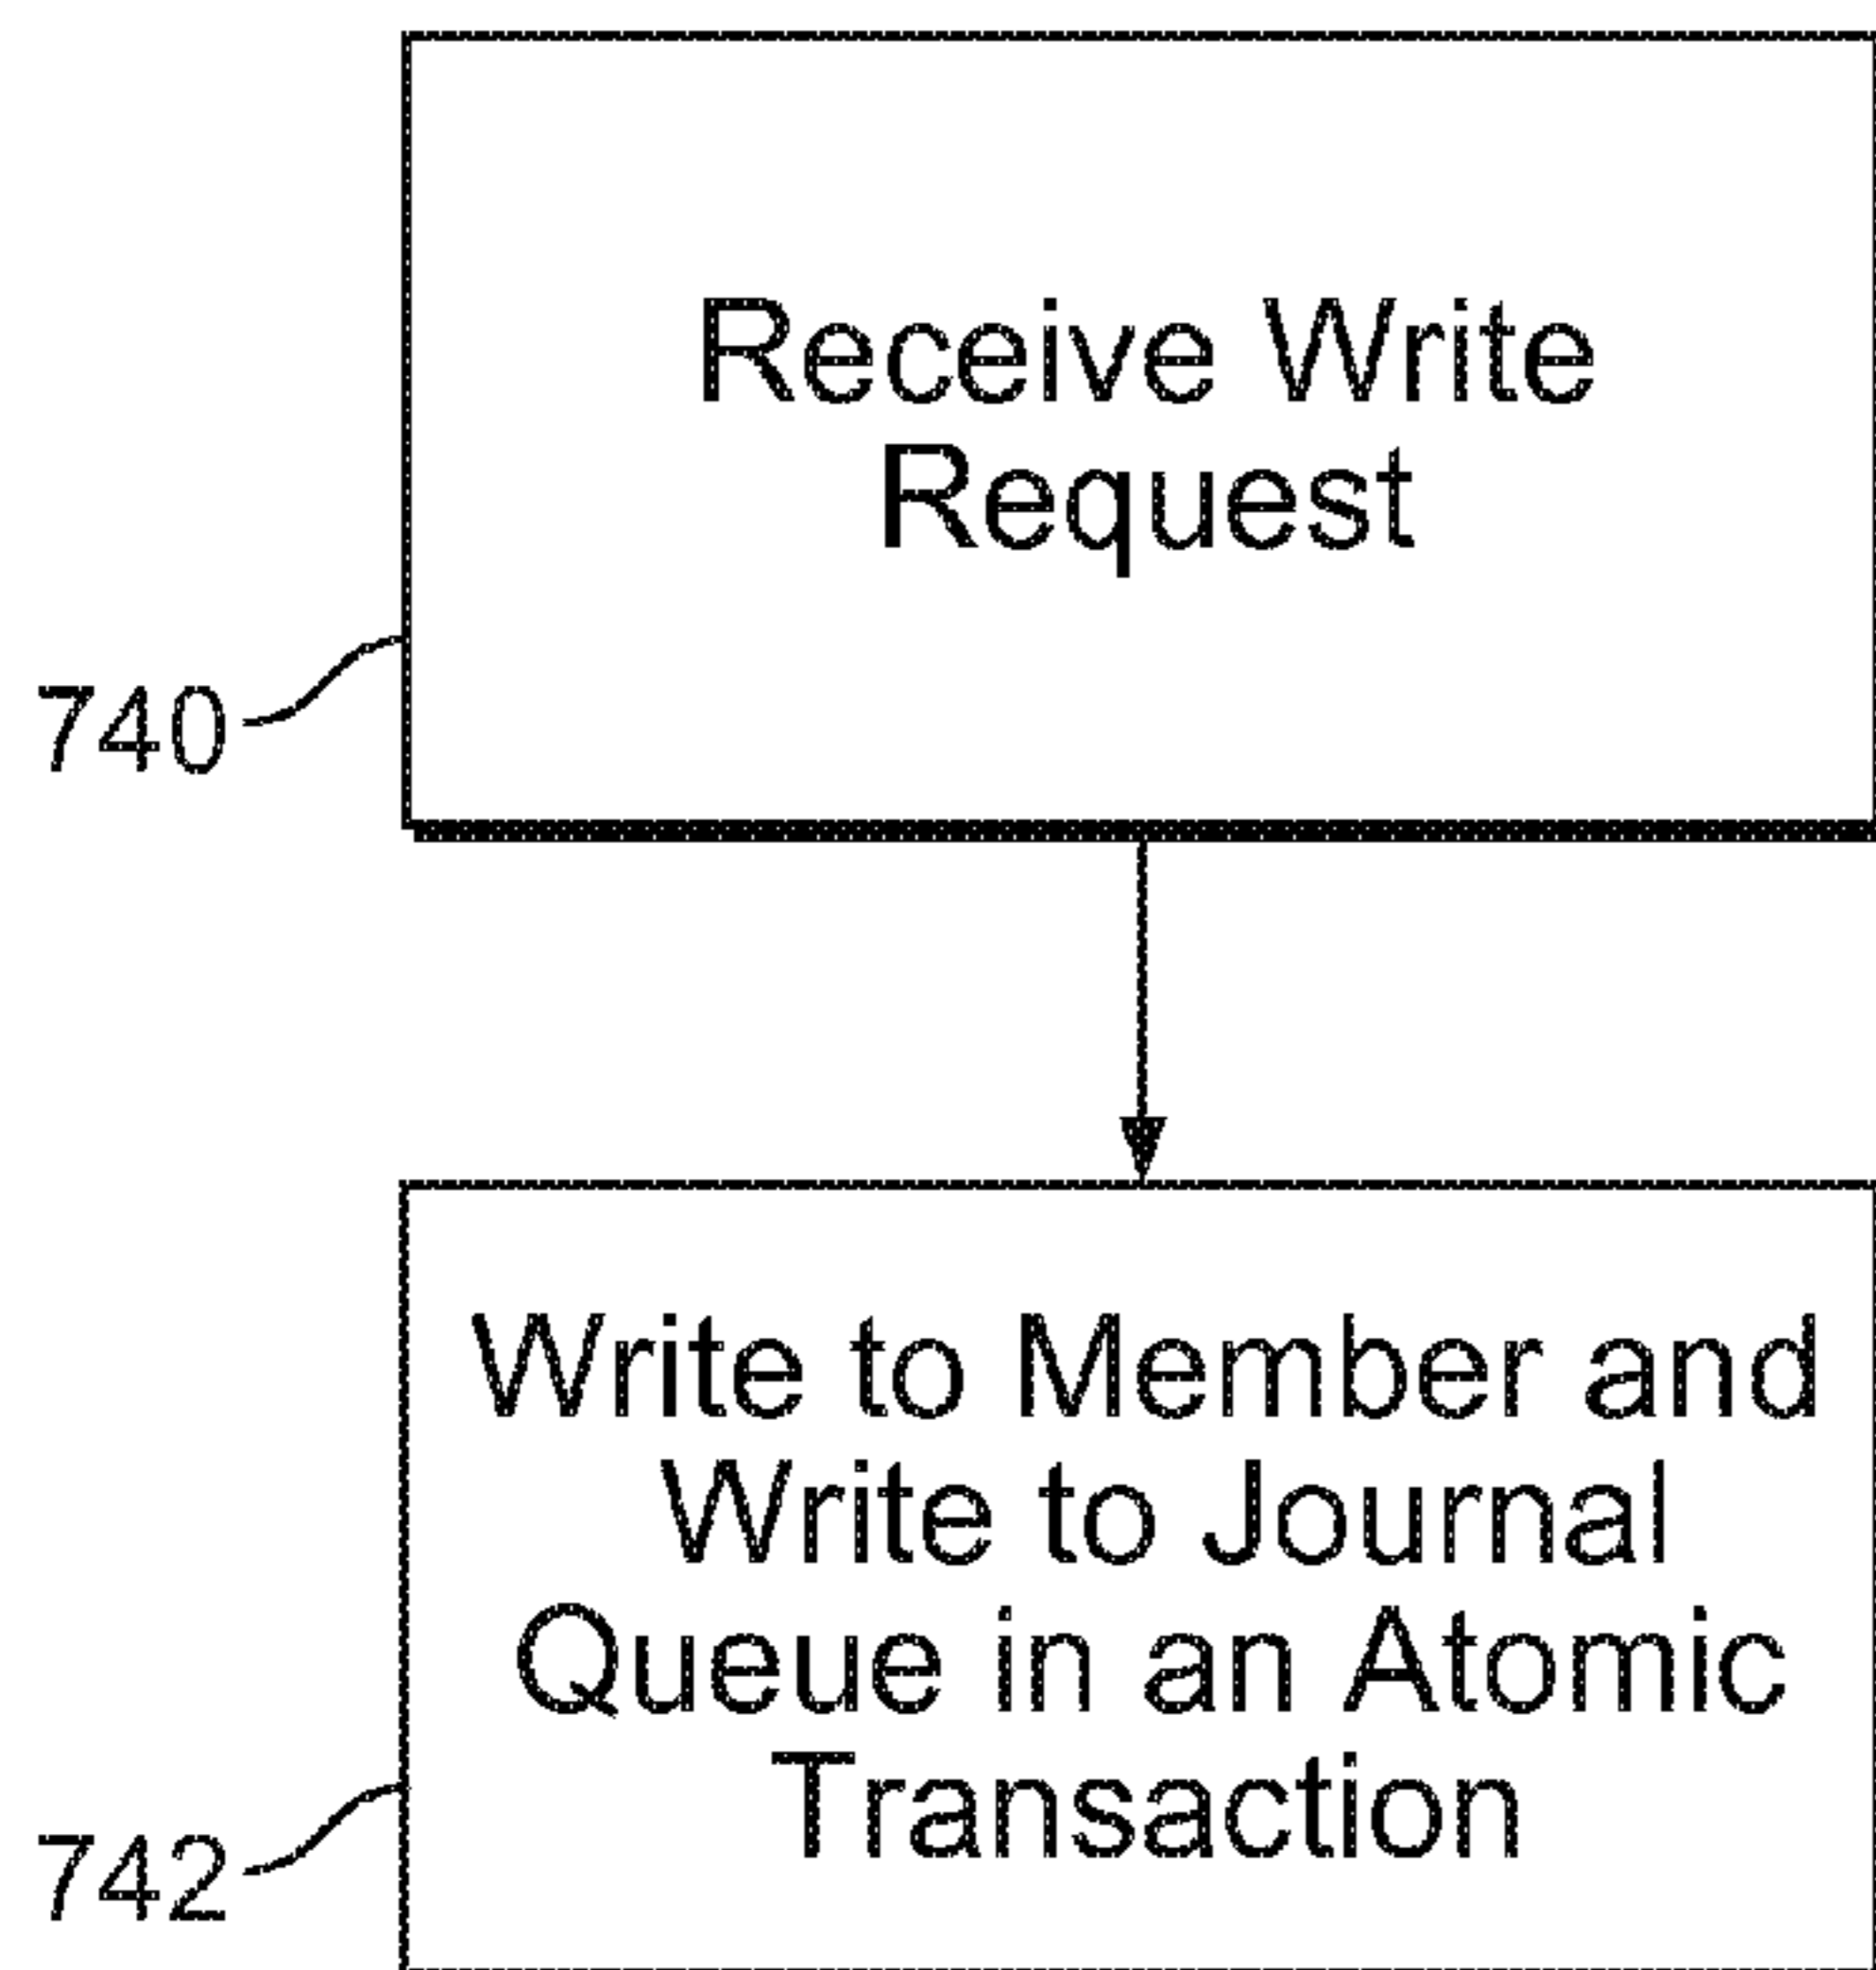 Receive Write
Request
740
Write to Member and
Write to Journal
Queue in an Atomic
Transaction
742